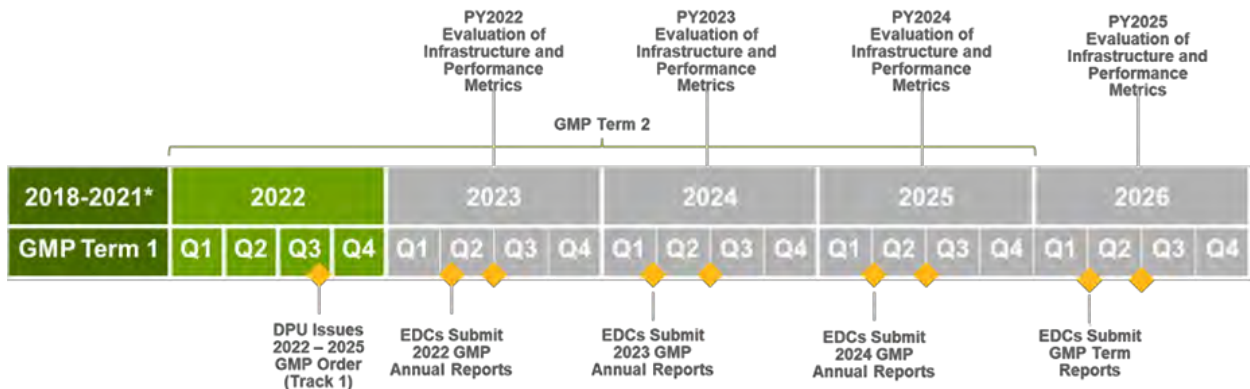 PY2022
Evaluation of
Infrastructure and
Performance
Metrics
PY2023
Evaluation of
Infrastructure and
Performance
Metrics
PY2024
Evaluation of
Infrastructure and
Performance
Metrics
PY2025
Evaluation of
Infrastructure and
Performance
Metrics
GMP Term 2
2018-2021* 2022 2023 2024 2025 2026
GMP Term 1 Q1 Q2 Q3 Q4 Q1 Q2 Q3 Q4 Q1 Q2 Q3 Q4 Q1 Q2 Q3 Q4 Q1 Q2 Q3 Q4
DPU Issues
2022 – 2025
GMP Order
(Track 1)
EDCs Submit
2022 GMP
Annual Reports
EDCs Submit
2023 GMP
Annual Reports
EDCs Submit
2024 GMP
Annual Reports
EDCs Submit
GMP Term
Reports